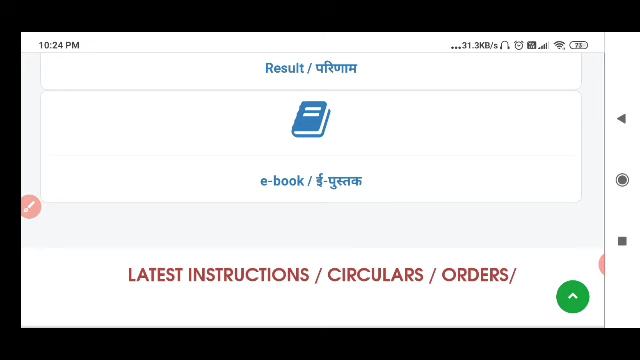 10:24 PM
...31.3KB/s
73
Result / परिणाम
e-book / ई-पुस्तक
LATEST INSTRUCTIONS / CIRCULARS / ORDERS/